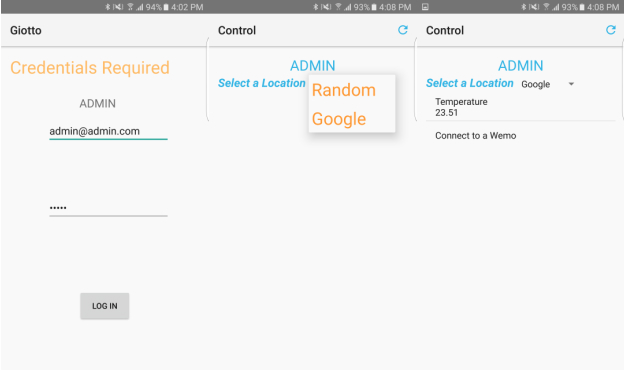 94% 4:02 PM
Giotto
Credentials Required
ADMIN
admin@admin.com
•••••
LOG IN
93% 4:08 PM
Control
ADMIN
Select a Location
Random
Google
93% 4:08 PM
Control
ADMIN
Select a Location Google
Temperature
23.51
Connect to a Wemo